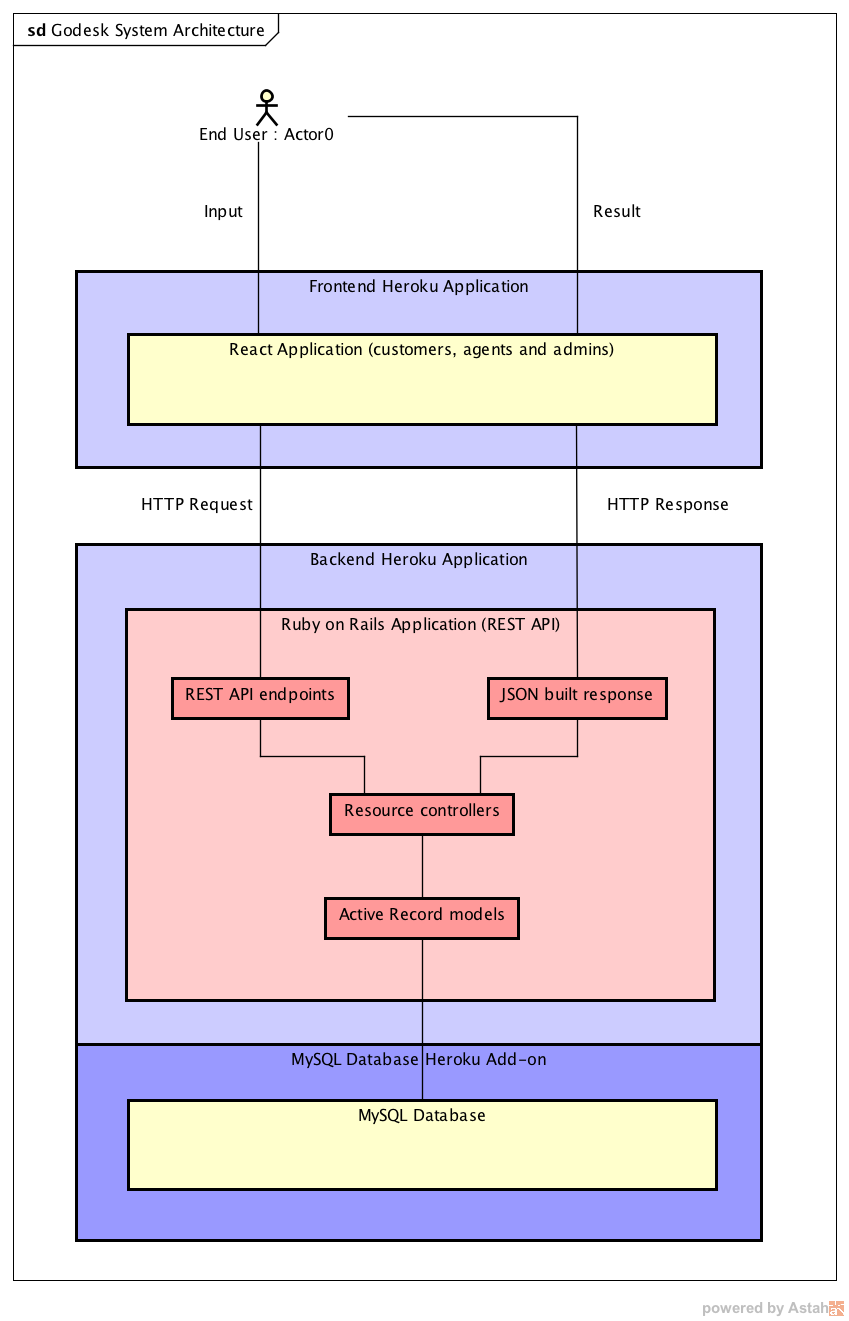 sd Godesk System Architecture
End User : Actor0
Input
Result
Frontend Heroku Application
React Application (customers, agents and admins)
HTTP Request
HTTP Response
Backend Heroku Application
Ruby on Rails Application (REST API)
REST API endpoints
JSON built response
Resource controllers
Active Record models
MySQL Database Heroku Add-on
MySQL Database
powered by Astah